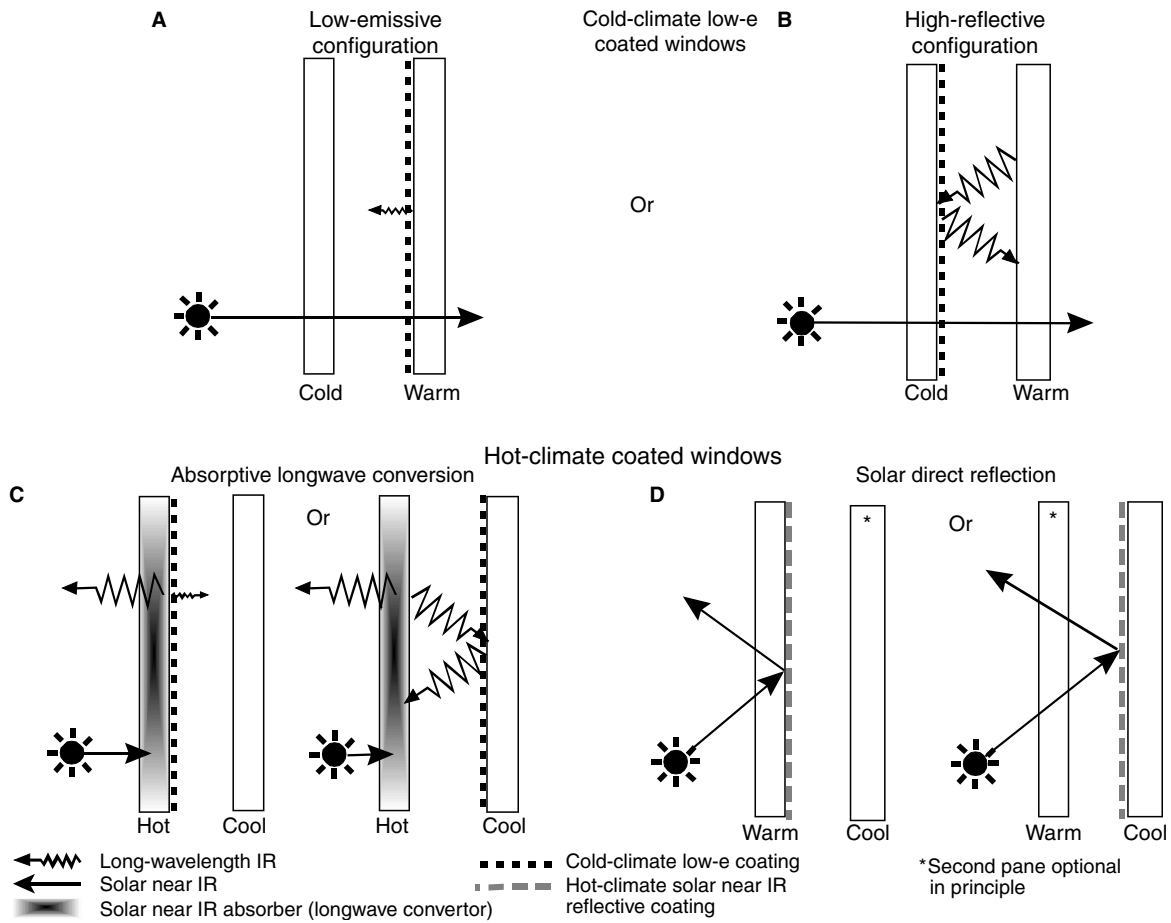 A
Low-emissive
configuration
Cold-climate low-e
coated windows
B
High-reflective
configuration
Or
Cold
Warm
Cold
Warm
Hot-climate coated windows
Absorptive longwave conversion
Solar direct reflection
C
Or
D
*
Or
*
Hot
Cool
Hot
Cool
Warm
Cool
Warm
Cool
Long-wavelength IR
Solar near IR
Solar near IR absorber (longwave convertor)
Cold-climate low-e coating
Hot-climate solar near IR
reflective coating
*Second pane optional
in principle